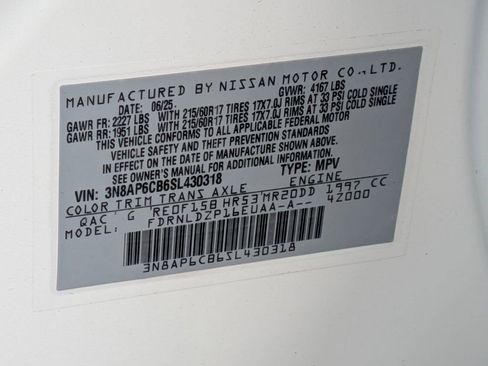 MANUFACTURED BY NISSAN MOTOR CO., LTD.
DATE: 06/25 GVWR: 4167 LBS
GAWR FR: 2227 LBS WITH 215/60R17 TIRES 17X7.0J RIMS AT 33 PSI COLD SINGLE
GAWR RR: 1951 LBS WITH 215/60R17 TIRES 17X7.0J RIMS AT 33 PSI COLD SINGLE
THIS VEHICLE CONFORMS TO ALL APPLICABLE FEDERAL MOTOR
VEHICLE SAFETY AND THEFT PREVENTION STANDARDS
IN EFFECT ON THE DATE OF MANUFACTURE SHOWN ABOVE.
SEE OWNER'S MANUAL FOR ADDITIONAL INFORMATION.
VIN: 3N8AP6CB6SL430318 TYPE: MPV
COLOR TRIM TRANS AXLE ENGINE
QAC G RE0F15B HR53 MR20DD 1997 CC
MODEL: FDRNLDZP16EUAA-A-- 4Z000
3N8AP6CB6SL430318